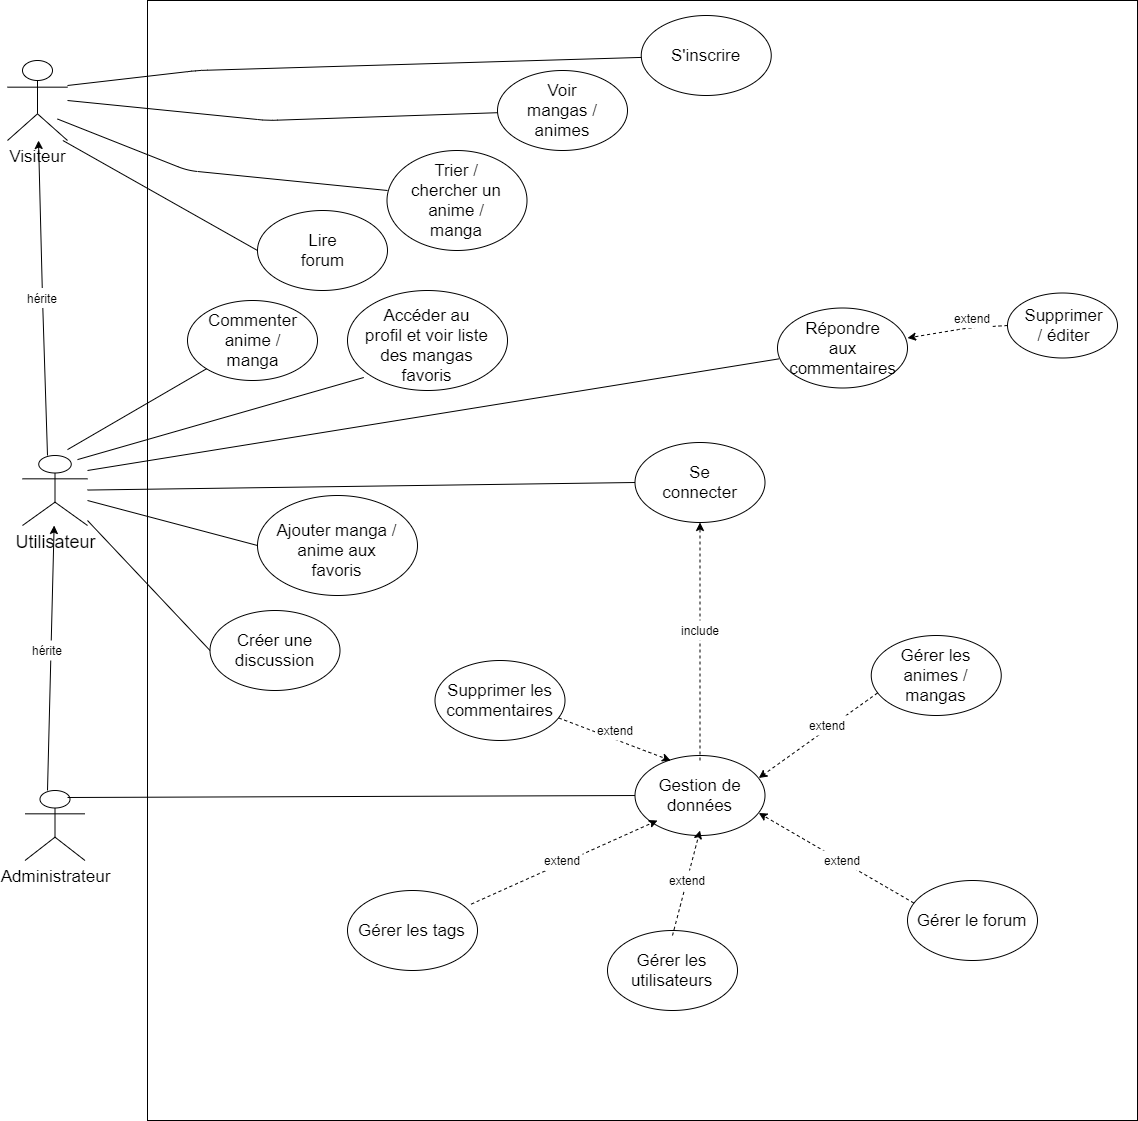 S'inscrire
Voir
mangas /
animes
Visiteur
Trier /
chercher un
anime /
manga
Lire
forum
hérite
Commenter
anime /
manga
Accéder au
profil et voir liste
des mangas
favoris
Répondre
aux
commentaires
extend
Supprimer
/ éditer
Se
connecter
Utilisateur
Ajouter manga /
anime aux
favoris
hérite
Créer une
discussion
include
Supprimer les
commentaires
extend
Gérer les
animes /
mangas
extend
Gestion de
données
Administrateur
extend
extend
extend
Gérer les tags
Gérer les
utilisateurs
Gérer le forum